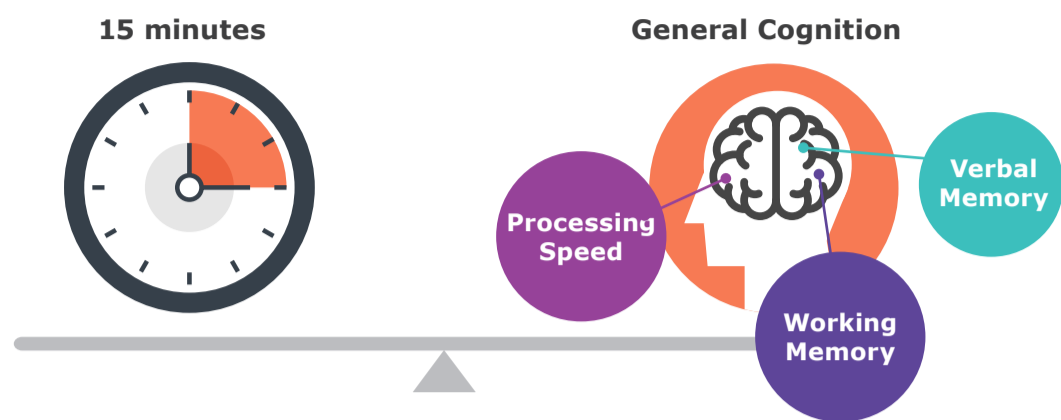 15 minutes
General Cognition
Verbal
Memory
Processing
Speed
Working
Memory